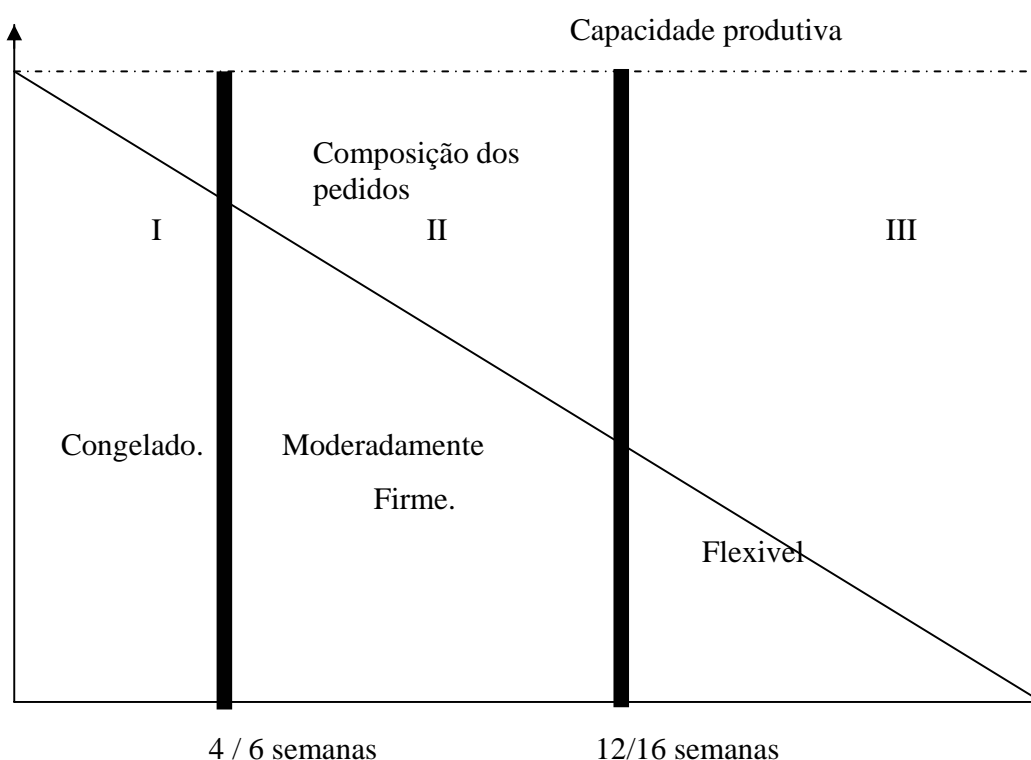 Capacidade produtiva
Composição dos
pedidos
I
II
III
Congelado.
Moderadamente
Firme.
Flexivel
4 / 6 semanas
12/16 semanas